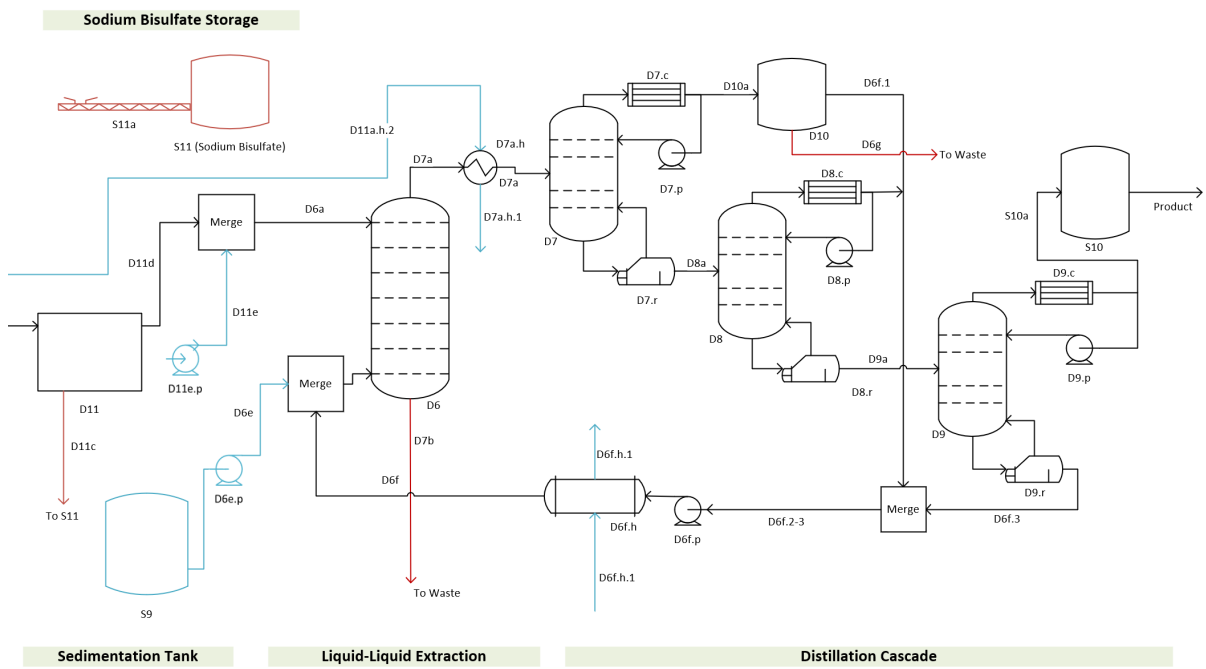 Sodium Bisulfate Storage
S11a
S11 (Sodium Bisulfate)
D11a.h.2
D7a
D7a.h
D7a
D7a.h.1
D7.c
D10a
D6f.1
D10
D6g
To Waste
D7.p
D7
D7.r
D8a
D8.c
D8.p
D8
D8.r
D9a
S10a
S10
Product
D9.c
D9.p
D9
D9.r
D6f.3
Merge
D6a
D11d
D11e
D11e.p
D11
D11c
To S11
Merge
D6e
D6e.p
S9
D6
D7b
To Waste
D6f
D6f.h.1
D6f.h
D6f.h.1
D6f.p
D6f.2-3
Merge
Sedimentation Tank
Liquid-Liquid Extraction
Distillation Cascade